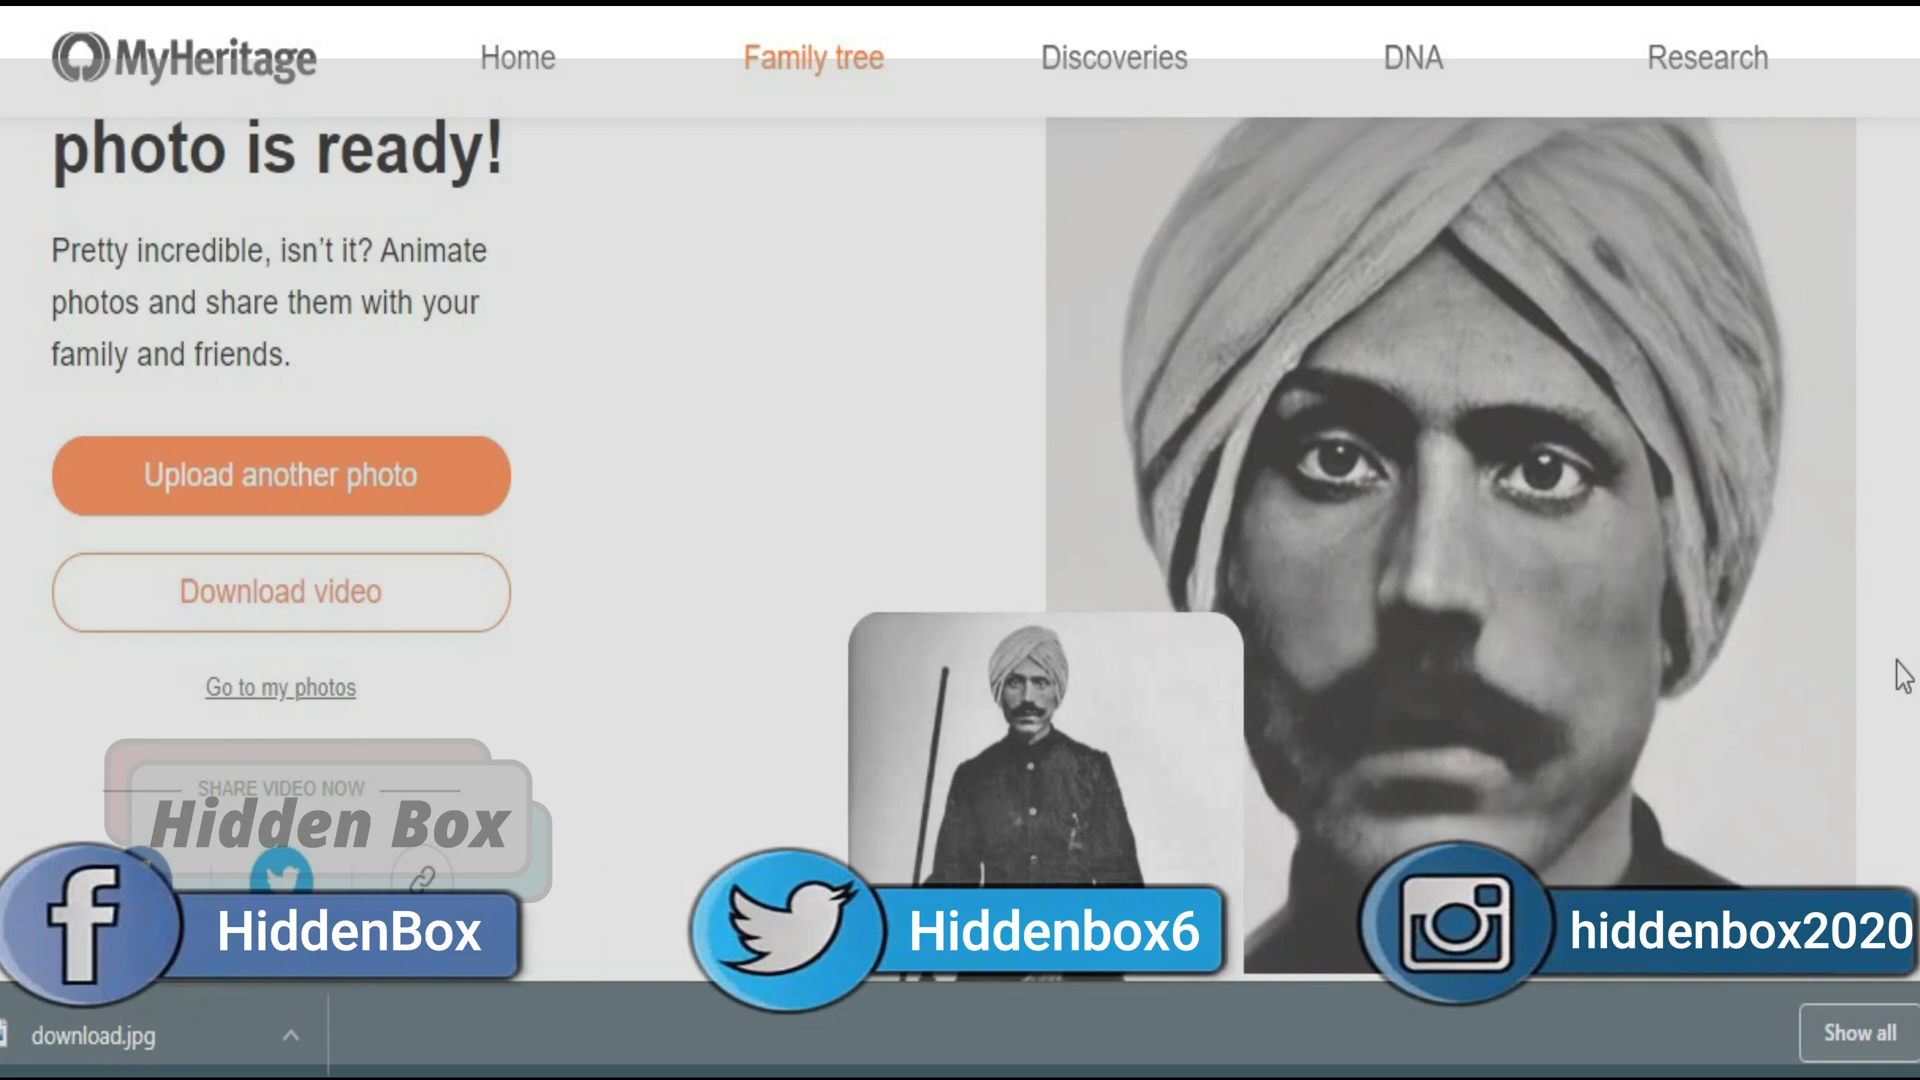 MyHeritage
Home
Family tree
Discoveries
DNA
Research
photo is ready!
Pretty incredible, isn't it? Animate
photos and share them with your
family and friends.
Upload another photo
Download video
Go to my photos
SHARE VIDEO NOW
Hidden Box
HiddenBox
Hiddenbox6
hiddenbox2020
download.jpg
Show all